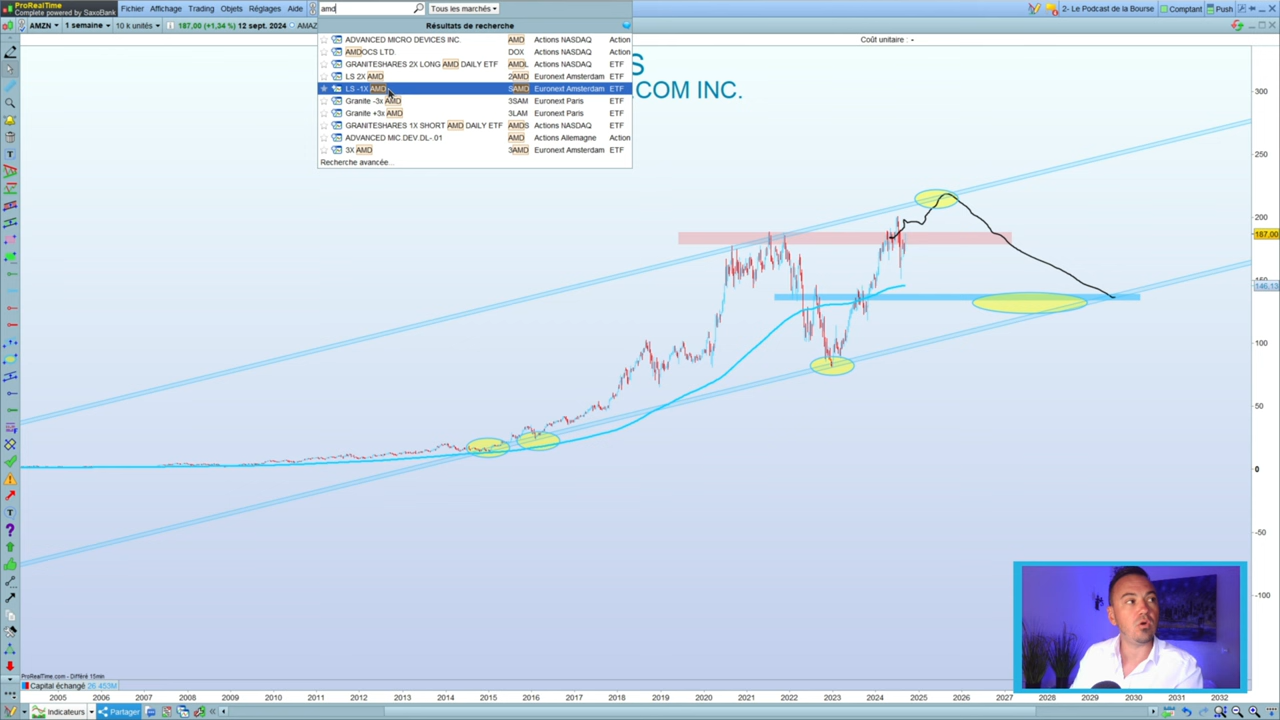 ProRealTime
Complete powered by SaxoBank
Fichier Affichage Trading Objets Réglages Aide
amd
Tous les marchés
2- Le Podcast de la Bourse
Comptant
Push
AMZN
1 semaine
10 k unités
187,00 (+1,34 %) 12 sept. 2024
AMAZ
Résultats de recherche
Coût unitaire : -
ADVANCED MICRO DEVICES INC. AMD Actions NASDAQ Action
AMDOCS LTD. DOX Actions NASDAQ Action
GRANITESHARES 2X LONG AMD DAILY ETF AMDL Actions NASDAQ ETF
LS 2X AMD 2AMD Euronext Amsterdam ETF
LS -1X AMD SAMD Euronext Amsterdam ETF
Granite -3x AMD 3SAM Euronext Paris ETF
Granite +3x AMD 3LAM Euronext Paris ETF
GRANITESHARES 1X SHORT AMD DAILY ETF AMDS Actions NASDAQ ETF
ADVANCED MIC.DEV.DL-.01 AMD Actions Allemagne Action
3X AMD 3AMD Euronext Amsterdam ETF
Recherche avancée...
S
.COM INC.
300
250
200
187,00
150
146,13
100
50
0
-50
-100
ProRealTime.com - Différé 15min
Capital échangé 26 453M
2005 2006 2007 2008 2009 2010 2011 2012 2013 2014 2015 2016 2017 2018 2019 2020 2021 2022 2023 2024 2025 2026 2027 2028 2029 2030 2031 2032
Indicateurs
Partager